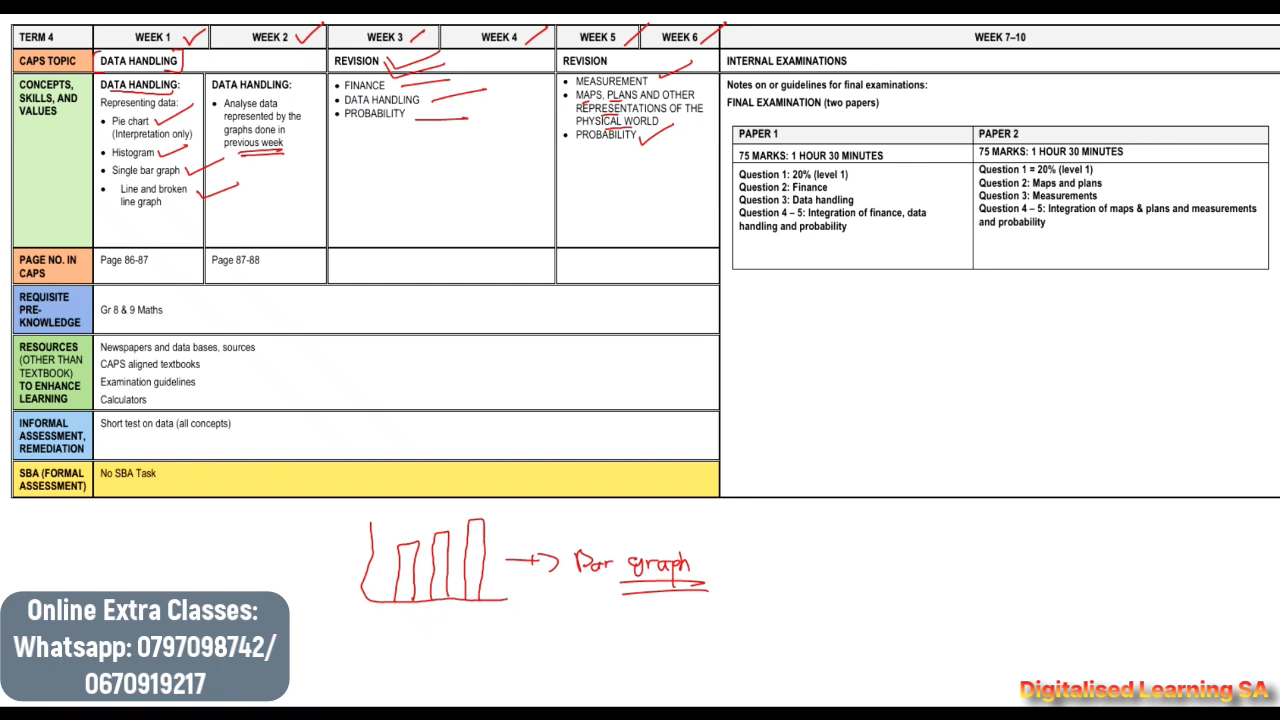 TERM 4
WEEK 1
WEEK 2
WEEK 3
WEEK 4
WEEK 5
WEEK 6
WEEK 7–10
CAPS TOPIC
DATA HANDLING
REVISION
REVISION
INTERNAL EXAMINATIONS
CONCEPTS,
SKILLS, AND
VALUES
DATA HANDLING:
Representing data:
• Pie chart
(Interpretation only)
• Histogram
• Single bar graph
• Line and broken
line graph
DATA HANDLING:
• Analyse data
represented by the
graphs done in
previous week
• FINANCE
• DATA HANDLING
• PROBABILITY
• MEASUREMENT
• MAPS, PLANS AND OTHER
REPRESENTATIONS OF THE
PHYSICAL WORLD
• PROBABILITY
Notes on or guidelines for final examinations:
FINAL EXAMINATION (two papers)
PAPER 1
75 MARKS: 1 HOUR 30 MINUTES
Question 1: 20% (level 1)
Question 2: Finance
Question 3: Data handling
Question 4 – 5: Integration of finance, data
handling and probability
PAPER 2
75 MARKS: 1 HOUR 30 MINUTES
Question 1 = 20% (level 1)
Question 2: Maps and plans
Question 3: Measurements
Question 4 – 5: Integration of maps & plans and measurements
and probability
PAGE NO. IN
CAPS
Page 86-87
Page 87-88
REQUISITE
PRE-
KNOWLEDGE
Gr 8 & 9 Maths
RESOURCES
(OTHER THAN
TEXTBOOK)
TO ENHANCE
LEARNING
Newspapers and data bases, sources
CAPS aligned textbooks
Examination guidelines
Calculators
INFORMAL
ASSESSMENT,
REMEDIATION
Short test on data (all concepts)
SBA (FORMAL
ASSESSMENT)
No SBA Task
Bar graph
Online Extra Classes:
Whatsapp: 0797098742/
0670919217
Digitalised Learning SA